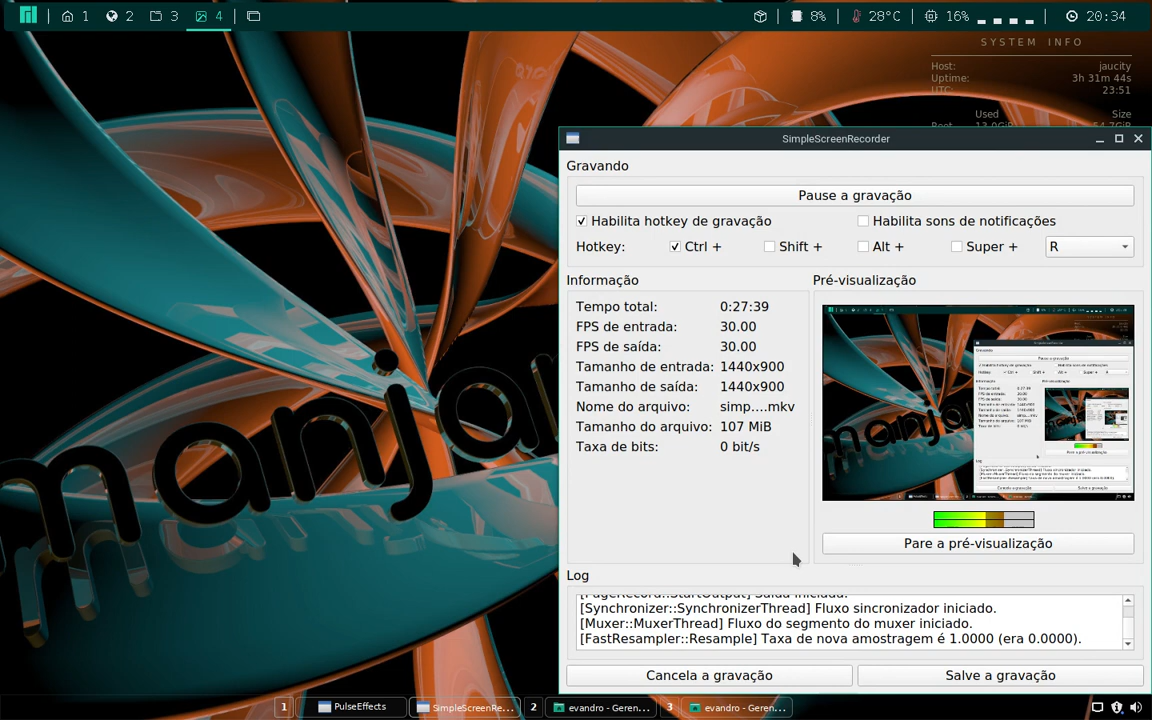 1 2 3 4 8% 28°C 16% 20:34
SYSTEM INFO
Host: jaucity
Uptime: 3h 31m 44s
UTC: 23:51
Used Size
SimpleScreenRecorder
Gravando
Pause a gravação
Habilita hotkey de gravação Habilita sons de notificações
Hotkey: Ctrl + Shift + Alt + Super + R
Informação Pré-visualização
Tempo total: 0:27:39
FPS de entrada: 30.00
FPS de saída: 30.00
Tamanho de entrada: 1440x900
Tamanho de saída: 1440x900
Nome do arquivo: simp....mkv
Tamanho do arquivo: 107 MiB
Taxa de bits: 0 bit/s
manjar
Pare a pré-visualização
Log
[PageRecord::StartOutput] Saída iniciada.
[Synchronizer::SynchronizerThread] Fluxo sincronizador iniciado.
[Muxer::MuxerThread] Fluxo do segmento do muxer iniciado.
[FastResampler::Resample] Taxa de nova amostragem é 1.0000 (era 0.0000).
Cancela a gravação Salve a gravação
1 PulseEffects SimpleScreenRe... 2 evandro - Geren... 3 evandro - Geren...